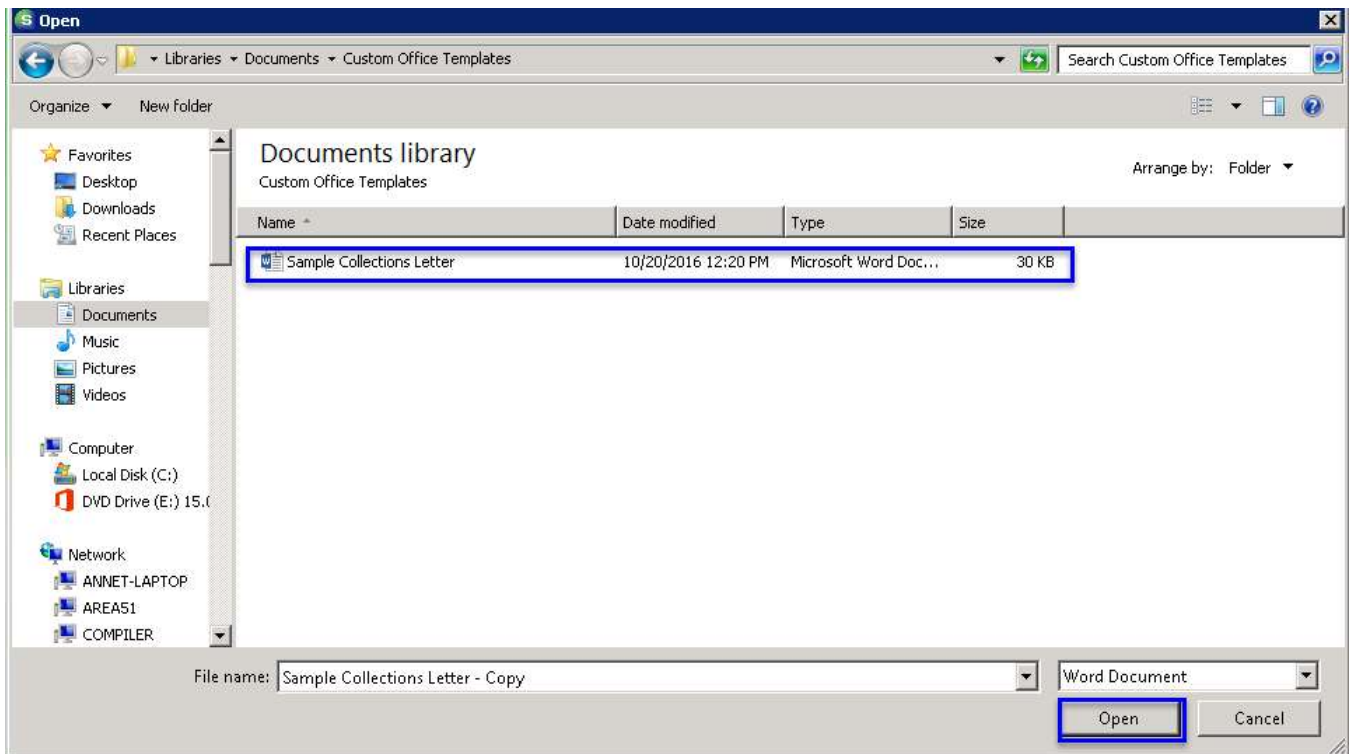 S Open
Libraries Documents Custom Office Templates Search Custom Office Templates
Organize New folder
Favorites
Desktop
Downloads
Recent Places
Libraries
Documents
Music
Pictures
Videos
Computer
Local Disk (C:)
DVD Drive (E:) 15.(
Network
ANNET-LAPTOP
AREA51
COMPILER
Documents library
Custom Office Templates
Arrange by: Folder
Name Date modified Type Size
Sample Collections Letter 10/20/2016 12:20 PM Microsoft Word Doc... 30 KB
File name: Sample Collections Letter - Copy Word Document
Open Cancel